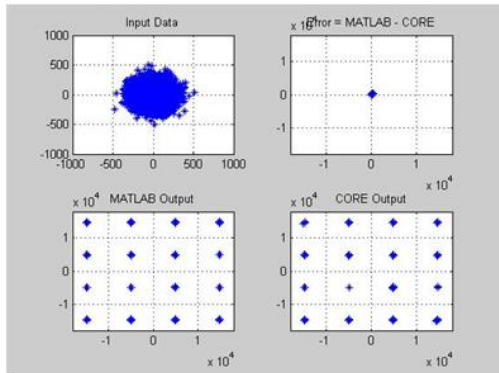 Input Data
1000
500
0
-500
-1000
-1000 -500 0 500 1000
x 10^4
Error = MATLAB - CORE
1
0
-1
-1 0 1
x 10^4
x 10^4
MATLAB Output
1
0
-1
-1 0 1
x 10^4
x 10^4
CORE Output
1
0
-1
-1 0 1
x 10^4